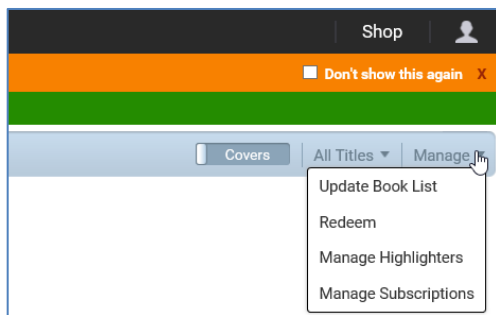 Shop
Don't show this again X
Covers All Titles Manage
Update Book List
Redeem
Manage Highlighters
Manage Subscriptions